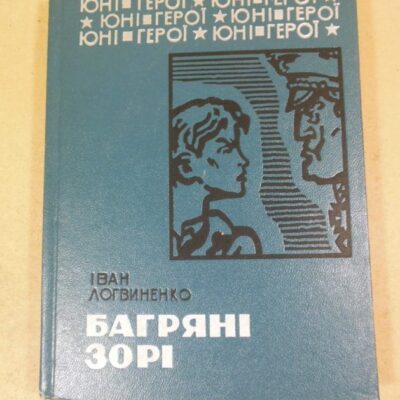 ЮНІ ГЕРОЇ ★ ЮНІ ГЕРОЇ ★
★ ЮНІ ГЕРОЇ ★ ЮНІ ГЕРОЇ
ЮНІ ГЕРОЇ ★ ЮНІ ГЕРОЇ ★
ІВАН
ЛОГВИНЕНКО
БАГРЯНІ
ЗОРІ